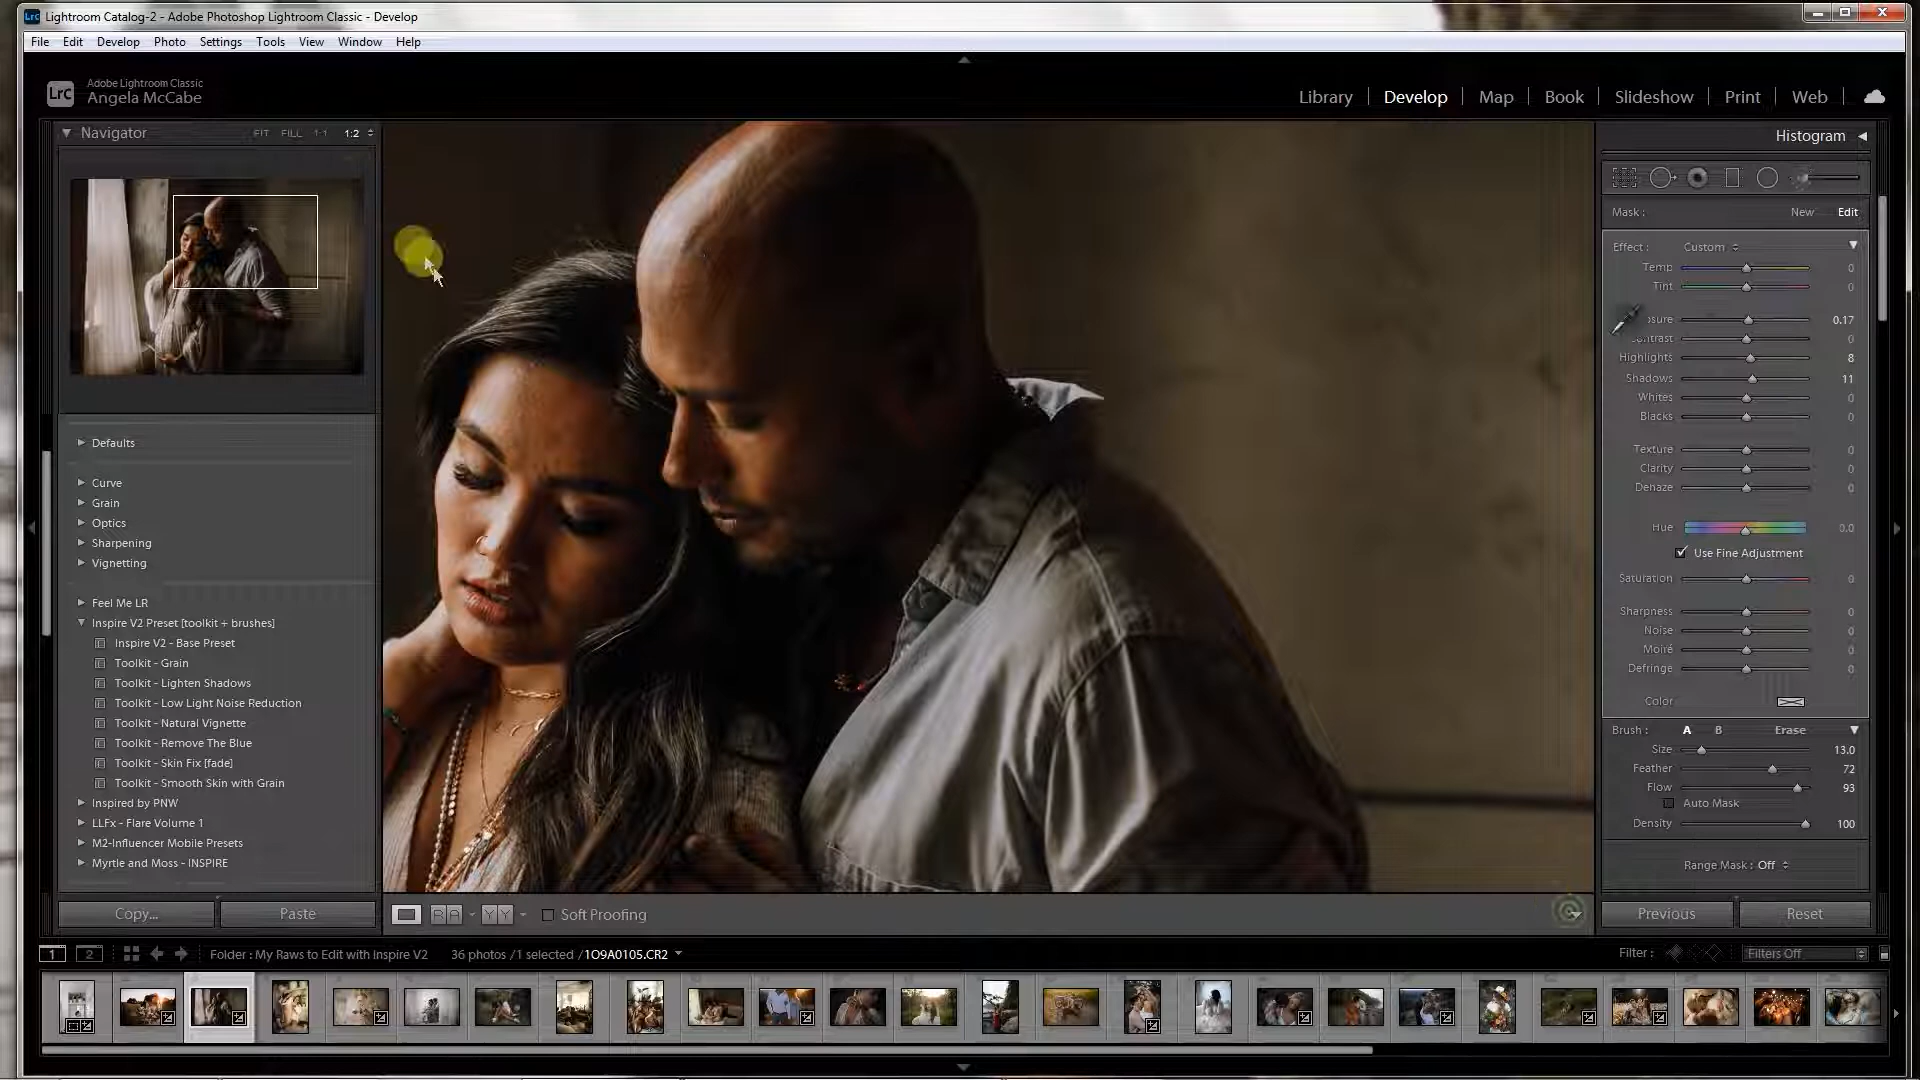 Lightroom Catalog-2 - Adobe Photoshop Lightroom Classic - Develop
File Edit Develop Photo Settings Tools View Window Help
Adobe Lightroom Classic
Angela McCabe
Library Develop Map Book Slideshow Print Web
Navigator FIT FILL 1:1 1:2
Histogram
Mask : New Edit
Effect : Custom
Temp 0
Tint 0
sure 0.17
Contrast 0
Highlights 8
Shadows 11
Whites 0
Blacks 0
Texture 0
Clarity 0
Dehaze 0
Hue 0.0
Use Fine Adjustment
Saturation 0
Sharpness 0
Noise 0
Moiré 0
Defringe 0
Color
Brush : A B Erase
Size 13.0
Feather 72
Flow 93
Auto Mask
Density 100
Range Mask : Off
Defaults
Curve
Grain
Optics
Sharpening
Vignetting
Feel Me LR
Inspire V2 Preset [toolkit + brushes]
Inspire V2 - Base Preset
Toolkit - Grain
Toolkit - Lighten Shadows
Toolkit - Low Light Noise Reduction
Toolkit - Natural Vignette
Toolkit - Remove The Blue
Toolkit - Skin Fix [fade]
Toolkit - Smooth Skin with Grain
Inspired by PNW
LLFx - Flare Volume 1
M2-Influencer Mobile Presets
Myrtle and Moss - INSPIRE
Copy... Paste
R A Y Y Soft Proofing
Previous Reset
1 2 Folder : My Raws to Edit with Inspire V2 36 photos /1 selected /1O9A0105.CR2
Filter : Filters Off